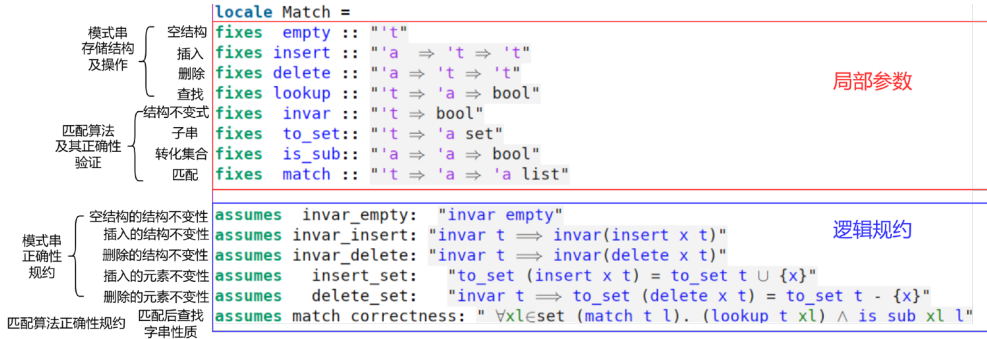 locale Match =
模式串
存储结构
及操作
空结构 fixes empty :: "'t"
插入 fixes insert :: "'a ⇒ 't ⇒ 't"
删除 fixes delete :: "'a ⇒ 't ⇒ 't"
查找 fixes lookup :: "'t ⇒ 'a ⇒ bool"
局部参数
匹配算法
及其正确性
验证
结构不变式 fixes invar :: "'t ⇒ bool"
子串 fixes to_set:: "'t ⇒ 'a set"
转化集合 fixes is_sub:: "'a ⇒ 'a ⇒ bool"
匹配 fixes match :: "'t ⇒ 'a ⇒ 'a list"
模式串
正确性
规约
空结构的结构不变性 assumes invar_empty: "invar empty"
插入的结构不变性 assumes invar_insert: "invar t ⟹ invar(insert x t)"
删除的结构不变性 assumes invar_delete: "invar t ⟹ invar(delete x t)"
插入的元素不变性 assumes insert_set: "to_set (insert x t) = to_set t ∪ {x}"
删除的元素不变性 assumes delete_set: "invar t ⟹ to_set (delete x t) = to_set t - {x}"
逻辑规约
匹配算法正确性规约
匹配后查找 assumes match_correctness: " ∀xl∈set (match t l). (lookup t xl) ∧ is_sub xl l"
字串性质